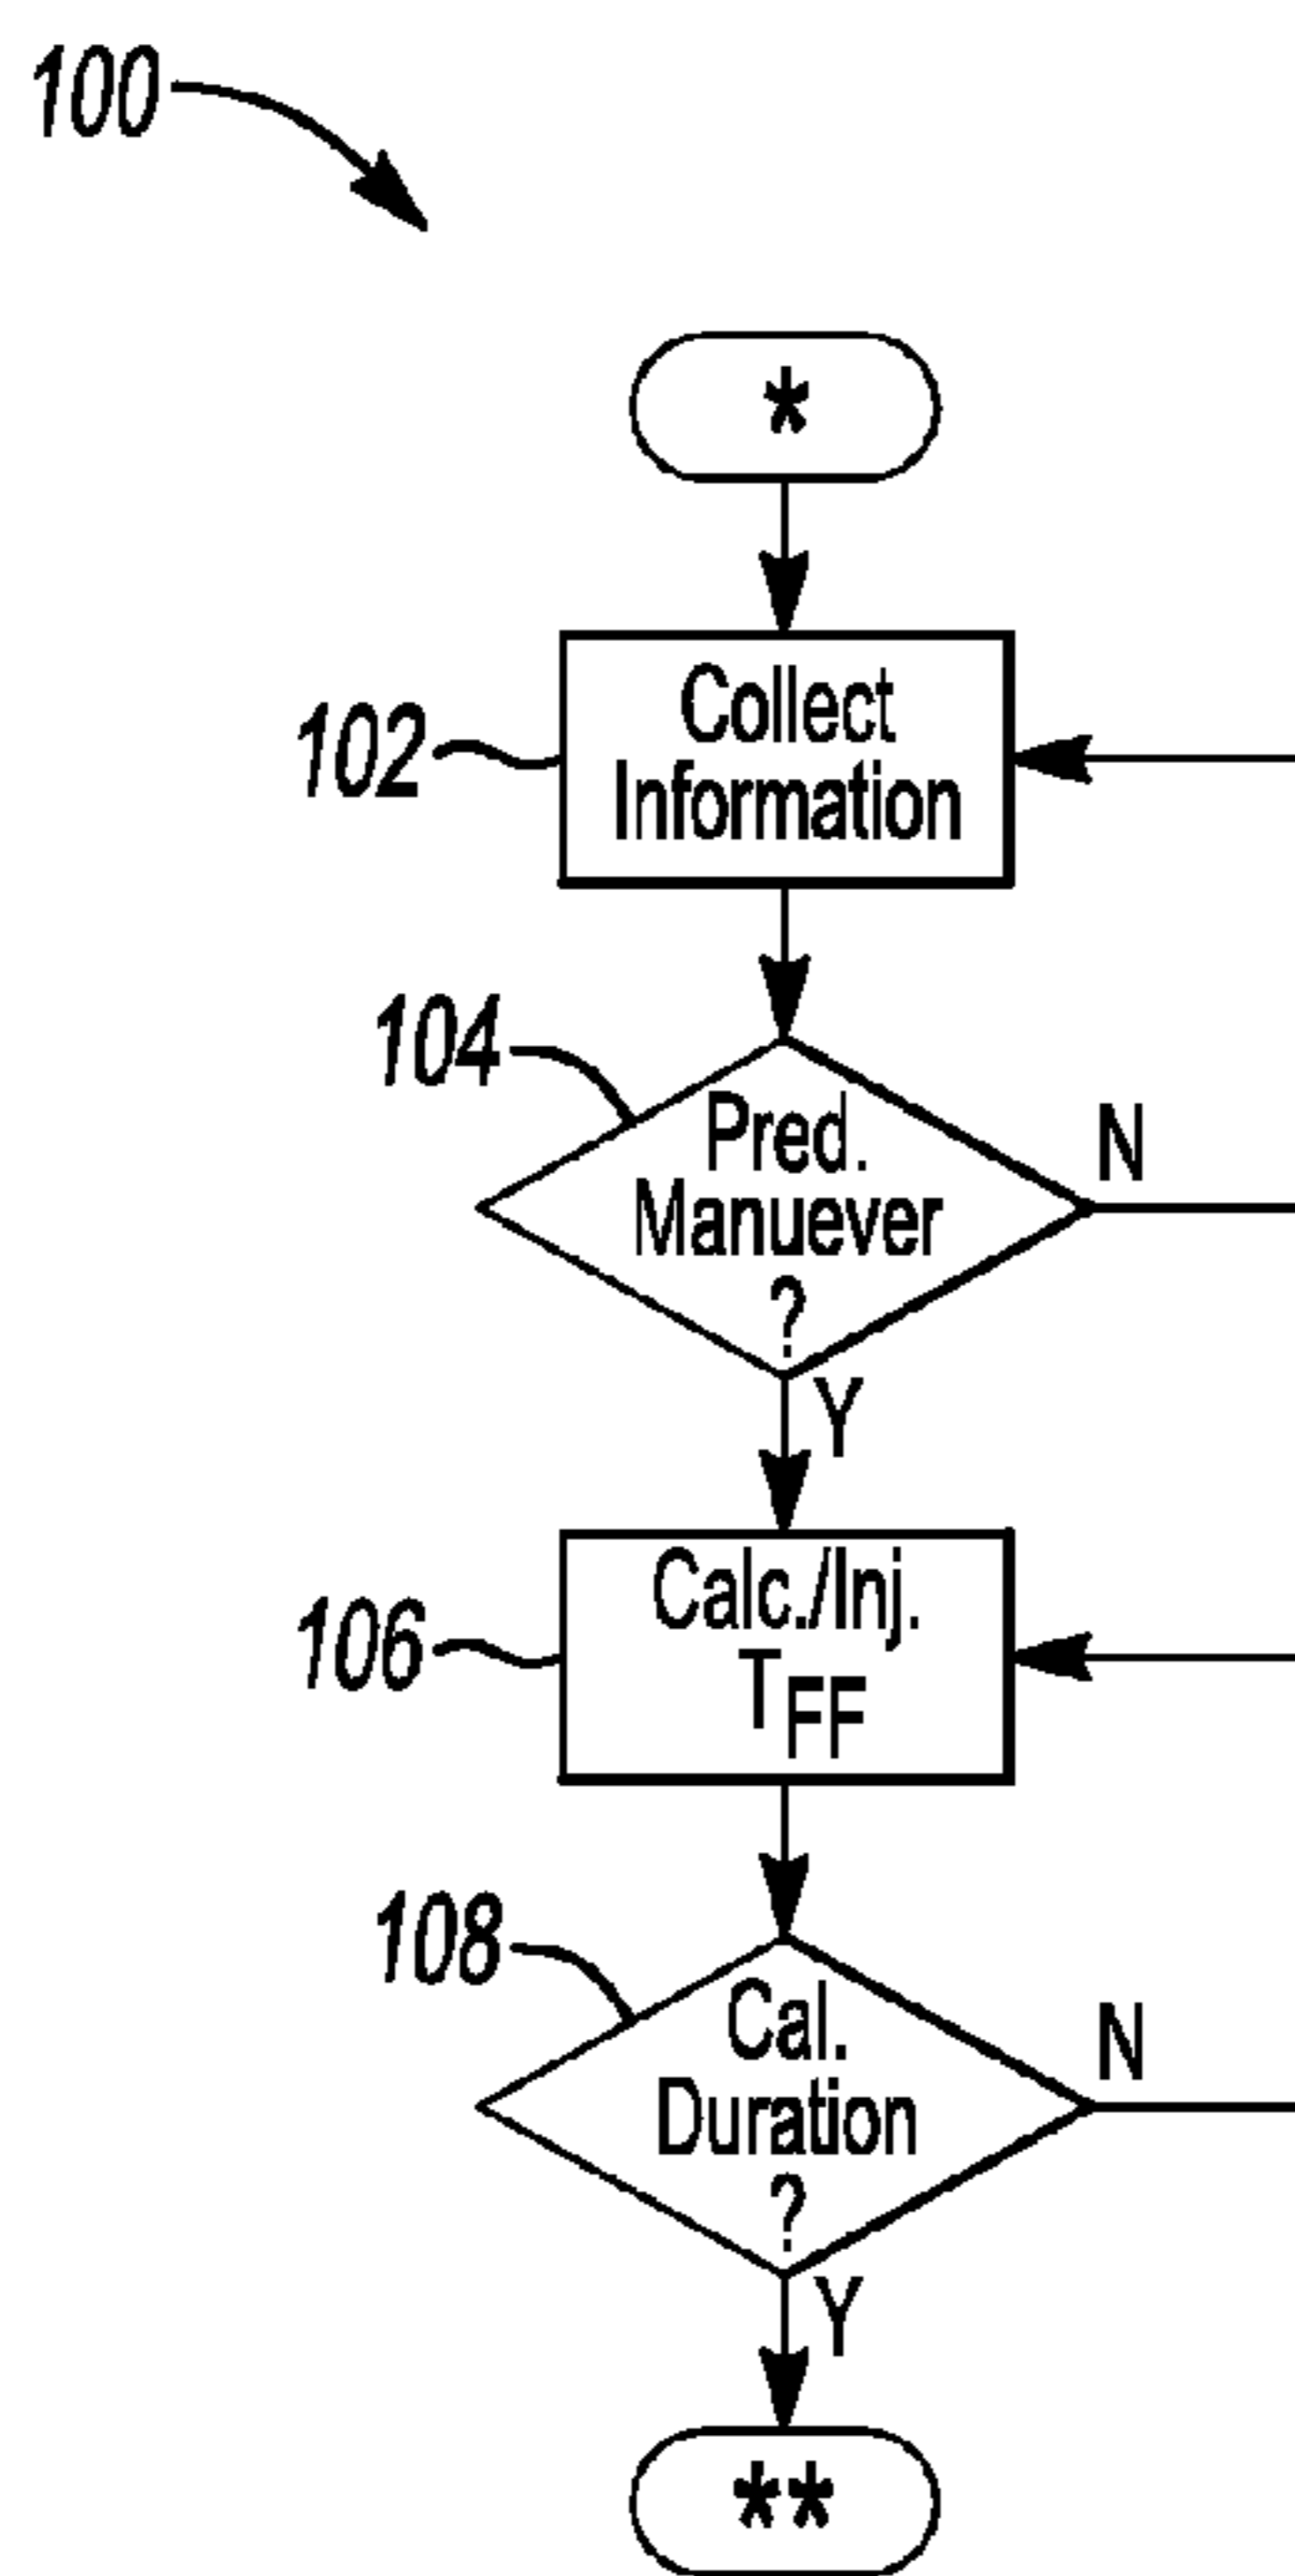 100
*
102
Collect
Information
104
Pred.
Manuever
?
N
Y
106
Calc./Inj.
TFF
108
Cal.
Duration
?
N
Y
**